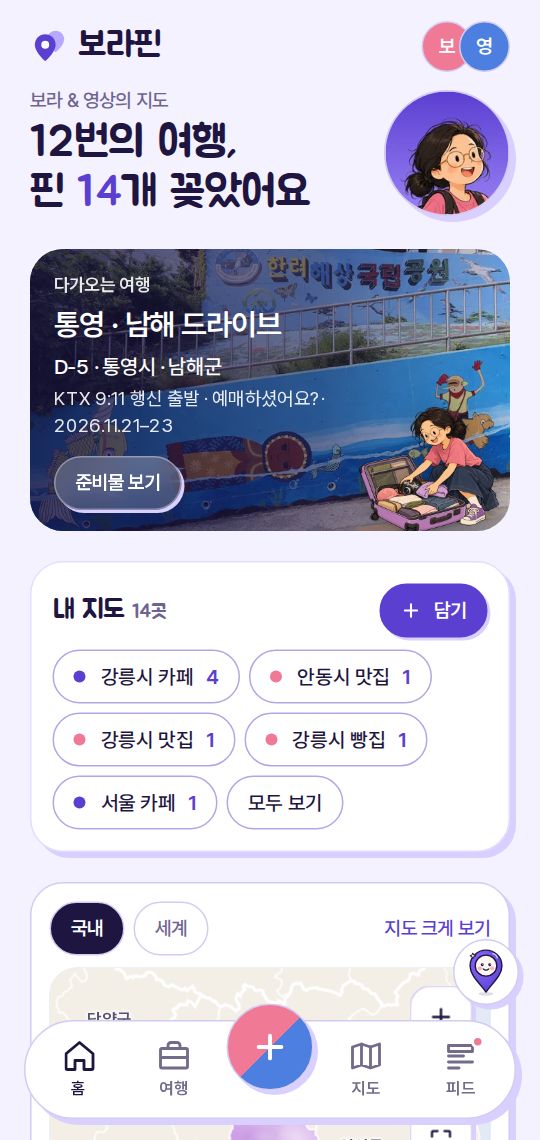 보라핀
보 영
보라 & 영상의 지도
12번의 여행,
핀 14개 꽂았어요
한려해상국립공원
다가오는 여행
통영 · 남해 드라이브
D-5 · 통영시 · 남해군
KTX 9:11 행신 출발 · 예매하셨어요? ·
2026.11.21–23
준비물 보기
내 지도 14곳
+ 담기
강릉시 카페 4
안동시 맛집 1
강릉시 맛집 1
강릉시 빵집 1
서울 카페 1
모두 보기
국내
세계
지도 크게 보기
단양군
홈
여행
지도
피드